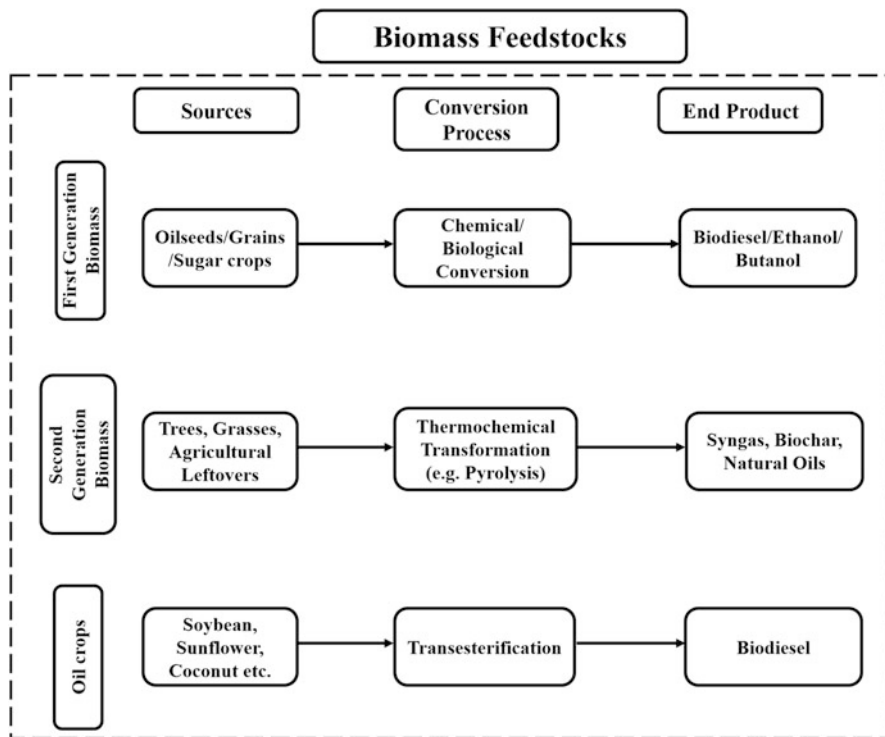 Biomass Feedstocks
Sources
Conversion
Process
End Product
First Generation
Biomass
Oilseeds/Grains
/Sugar crops
Chemical/
Biological
Conversion
Biodiesel/Ethanol/
Butanol
Second
Generation
Biomass
Trees, Grasses,
Agricultural
Leftovers
Thermochemical
Transformation
(e.g. Pyrolysis)
Syngas, Biochar,
Natural Oils
Oil crops
Soybean,
Sunflower,
Coconut etc.
Transesterification
Biodiesel